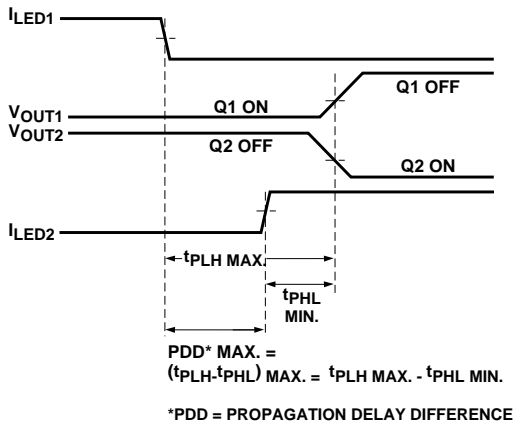 ILED1
Q1 OFF
VOUT1
Q1 ON
VOUT2
Q2 OFF
Q2 ON
ILED2
tPLH MAX.
tPHL
MIN.
PDD* MAX. =
(tPLH-tPHL) MAX. = tPLH MAX. - tPHL MIN.
*PDD = PROPAGATION DELAY DIFFERENCE